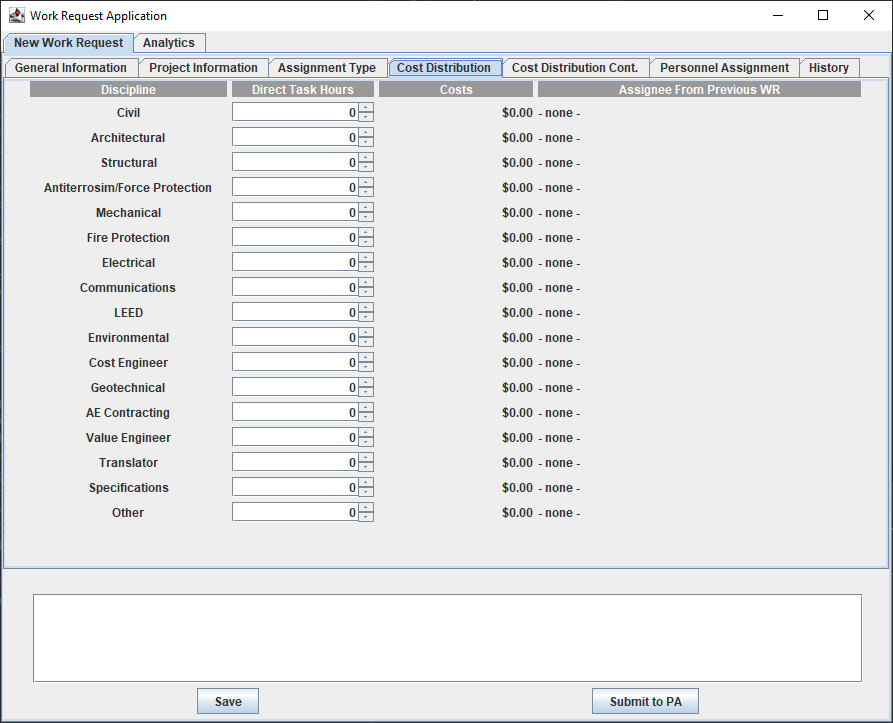 Work Request Application
New Work Request Analytics
General Information Project Information Assignment Type Cost Distribution Cost Distribution Cont. Personnel Assignment History
Discipline Direct Task Hours Costs Assignee From Previous WR
Civil 0 $0.00 - none -
Architectural 0 $0.00 - none -
Structural 0 $0.00 - none -
Antiterrosim/Force Protection 0 $0.00 - none -
Mechanical 0 $0.00 - none -
Fire Protection 0 $0.00 - none -
Electrical 0 $0.00 - none -
Communications 0 $0.00 - none -
LEED 0 $0.00 - none -
Environmental 0 $0.00 - none -
Cost Engineer 0 $0.00 - none -
Geotechnical 0 $0.00 - none -
AE Contracting 0 $0.00 - none -
Value Engineer 0 $0.00 - none -
Translator 0 $0.00 - none -
Specifications 0 $0.00 - none -
Other 0 $0.00 - none -
Save Submit to PA